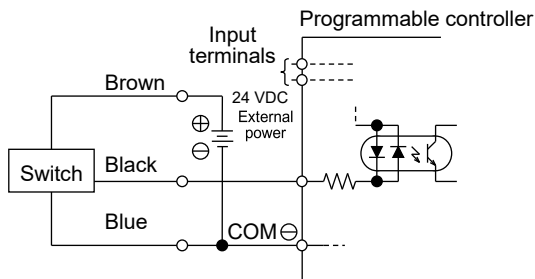 Programmable controller
Input
terminals
Brown
24 VDC
External
power
⊕
⊖
Switch
Black
Blue
COM ⊖